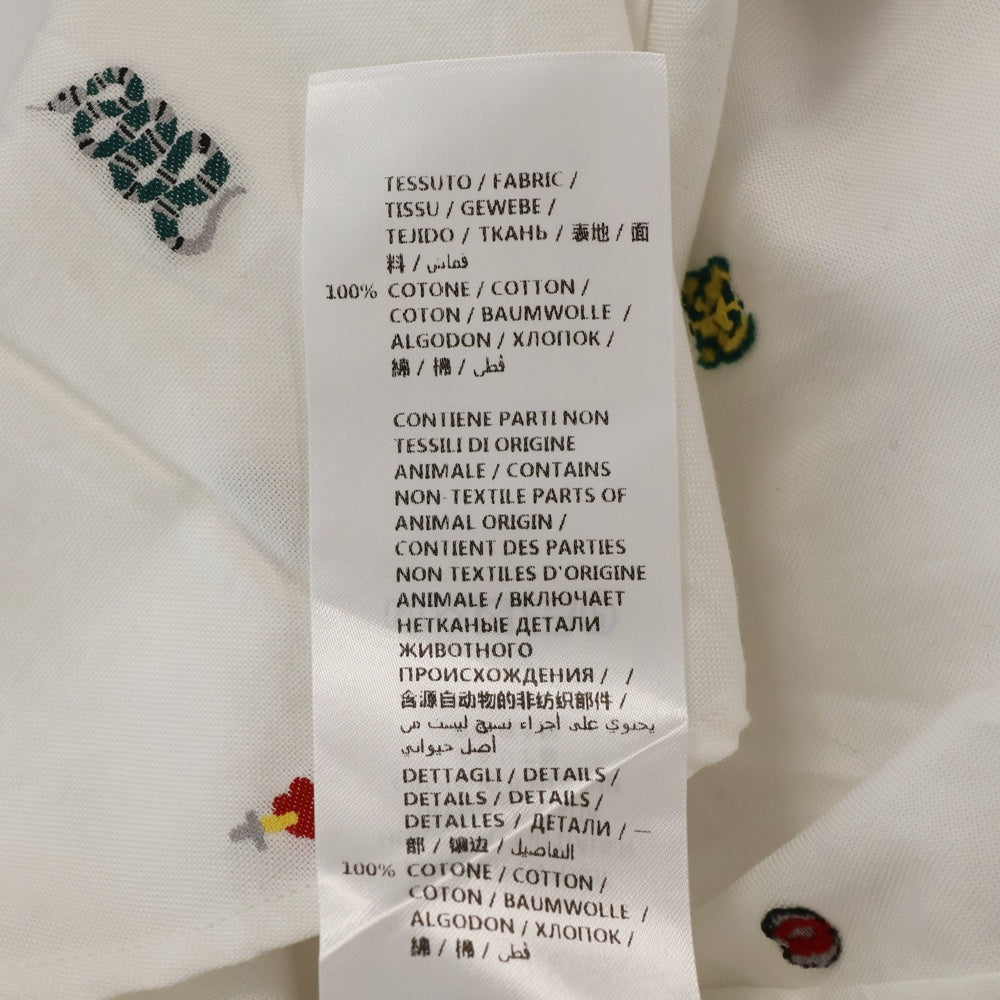 TESSUTO / FABRIC /
TISSU / GEWEBE /
TEJIDO / ТКАНЬ / 表地 / 面
料 / قماش
100% COTONE / COTTON /
COTON / BAUMWOLLE /
ALGODON / ХЛОПОК /
綿 / 棉 / قطن
CONTIENE PARTI NON
TESSILI DI ORIGINE
ANIMALE / CONTAINS
NON-TEXTILE PARTS OF
ANIMAL ORIGIN /
CONTIENT DES PARTIES
NON TEXTILES D'ORIGINE
ANIMALE / ВКЛЮЧАЕТ
НЕТКАНЫЕ ДЕТАЛИ
ЖИВОТНОГО
ПРОИСХОЖДЕНИЯ / /
含源自动物的非纺织部件 /
يحتوي على أجزاء نسيج ليست من
أصل حيواني
DETTAGLI / DETAILS /
DETAILS / DETAILS /
DETALLES / ДЕТАЛИ / 一
部 / 镶边 / التفاصيل
100% COTONE / COTTON /
COTON / BAUMWOLLE /
ALGODON / ХЛОПОК /
綿 / 棉 / قطن